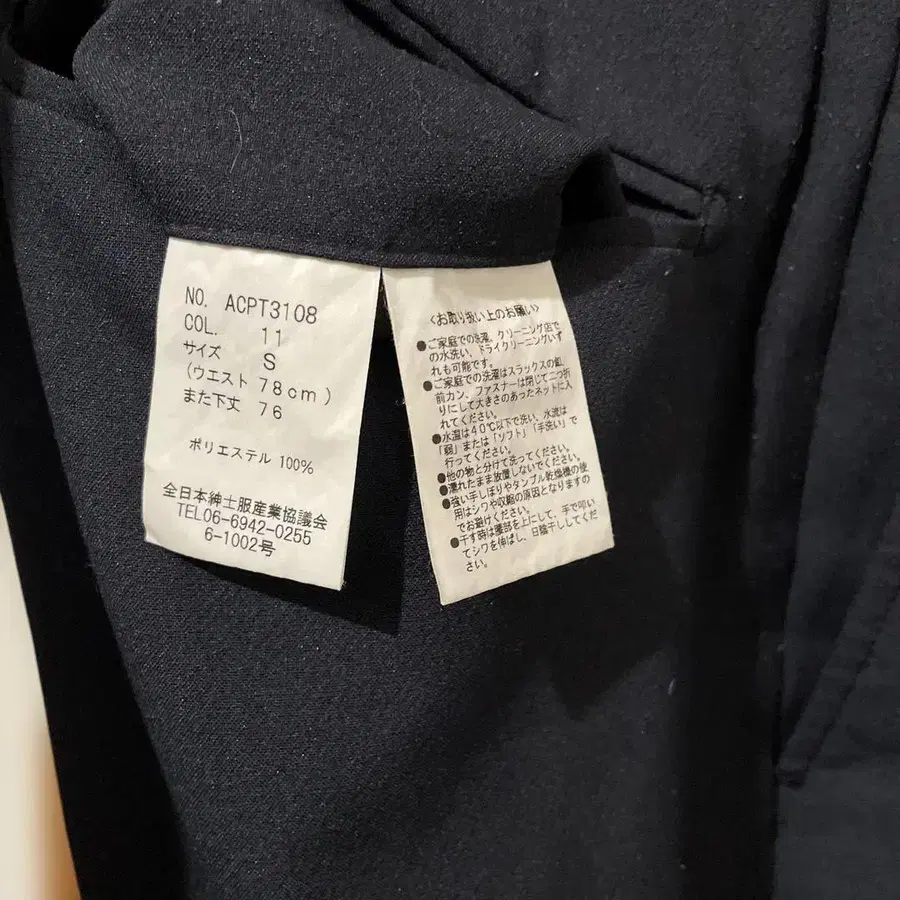 NO. ACPT3108
COL. 11
サイズ S
(ウエスト 78cm)
また下丈 76
ポリエステル 100%
全日本紳士服産業協議会
TEL06-6942-0255
6-1002号
〈お取り扱い上のお願い〉
●ご家庭での洗濯、クリーニング店で
の水洗い、ドライクリーニングいず
れも可能です。
●ご家庭での洗濯はスラックスの釦、
前カン、ファスナーは閉じて二つ折
りにして大きさのあったネットに入
れてください。
●水温は40℃以下で洗い、水流は
「弱」または「ソフト」「手洗い」で
行ってください。
●他の物と分けて洗ってください。
●濡れたまま放置しないでください。
●強い手しぼりやタンブル乾燥機の使
用はシワや収縮の原因となりますの
でお避けください。
●干す時は腰部を上にして、手で叩い
てシワを伸ばし、日陰干ししてくだ
さい。